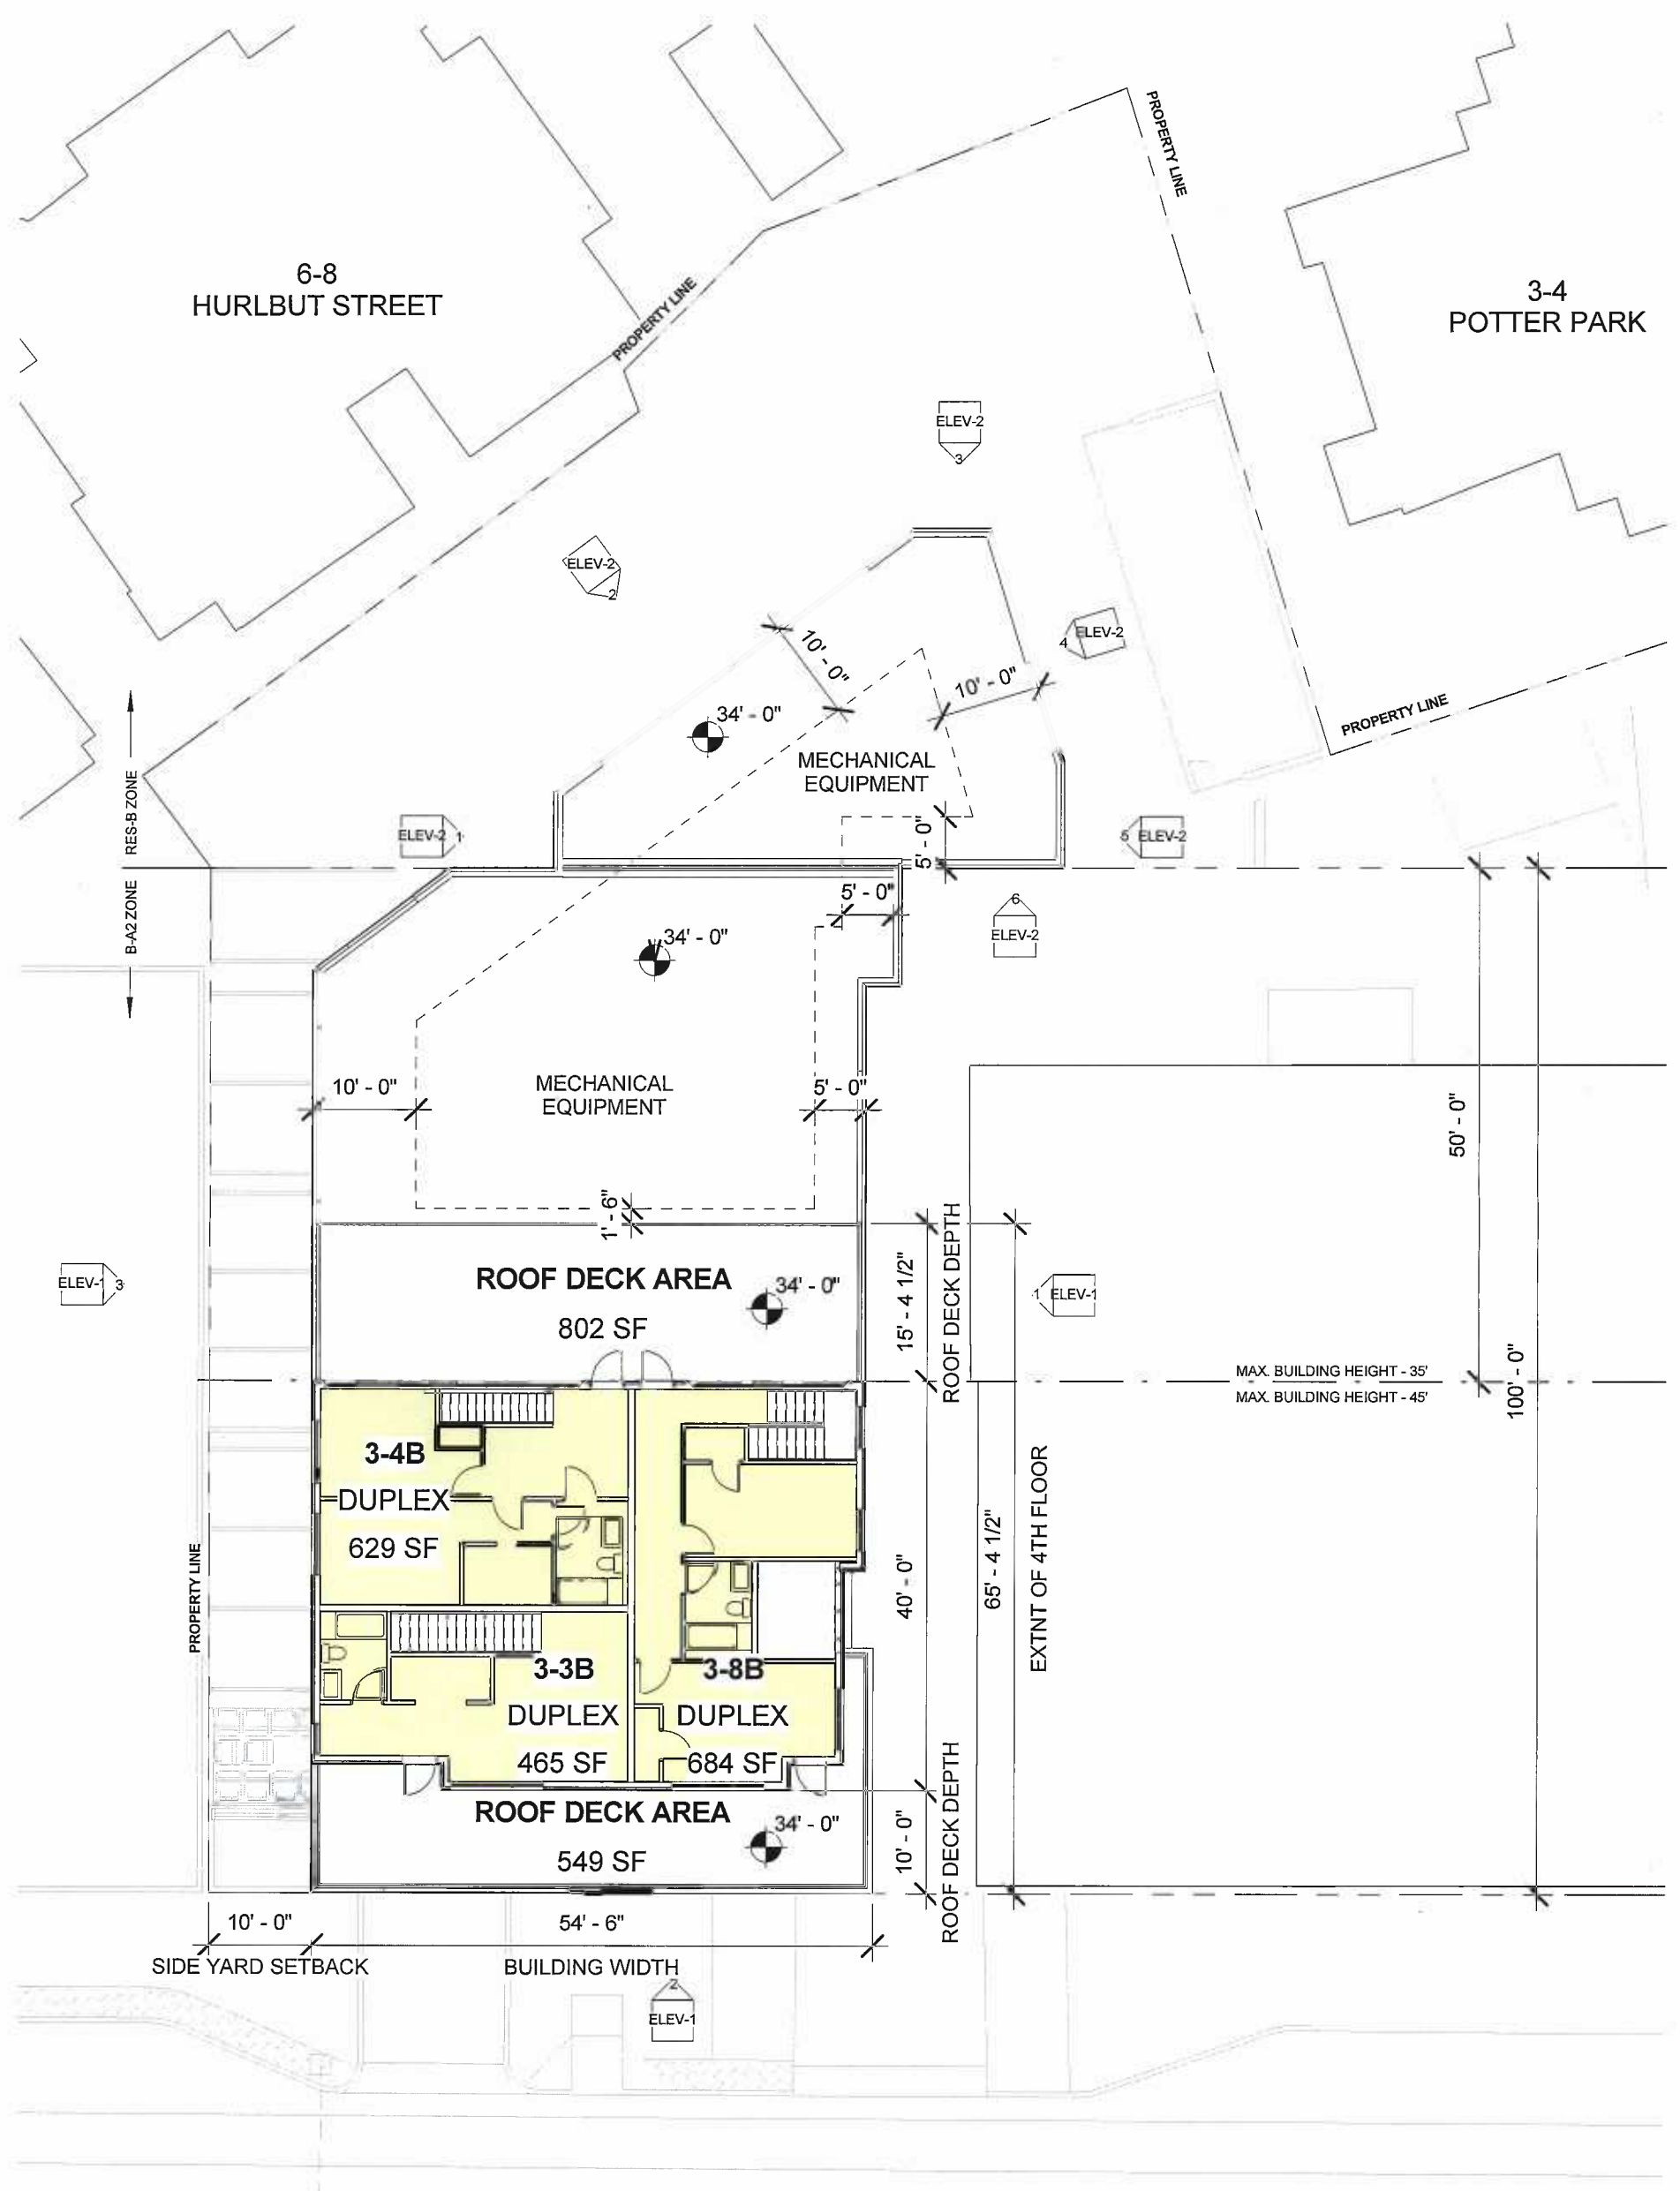 PROPERTY LINE
6-8
HURLBUT STREET
PROPERTY LINE
3-4
POTTER PARK
ELEV-2
3
ELEV-2
2
ELEV-2
4
10' - 0"
10' - 0"
PROPERTY LINE
34' - 0"
MECHANICAL
EQUIPMENT
RES-B ZONE
B-A2 ZONE
ELEV-2
1
5' - 0"
5
ELEV-2
5' - 0"
6
ELEV-2
34' - 0"
10' - 0"
MECHANICAL
EQUIPMENT
5' - 0"
50' - 0"
1' - 6"
ROOF DECK AREA
34' - 0"
802 SF
15' - 4 1/2"
ROOF DECK DEPTH
ELEV-1
3
1
ELEV-1
MAX. BUILDING HEIGHT - 35'
MAX. BUILDING HEIGHT - 45'
100' - 0"
3-4B
DUPLEX
629 SF
40' - 0"
65' - 4 1/2"
EXTNT OF 4TH FLOOR
PROPERTY LINE
3-3B
DUPLEX
465 SF
3-8B
DUPLEX
684 SF
ROOF DECK AREA
34' - 0"
549 SF
10' - 0"
ROOF DECK DEPTH
10' - 0"
54' - 6"
SIDE YARD SETBACK
BUILDING WIDTH
2
ELEV-1